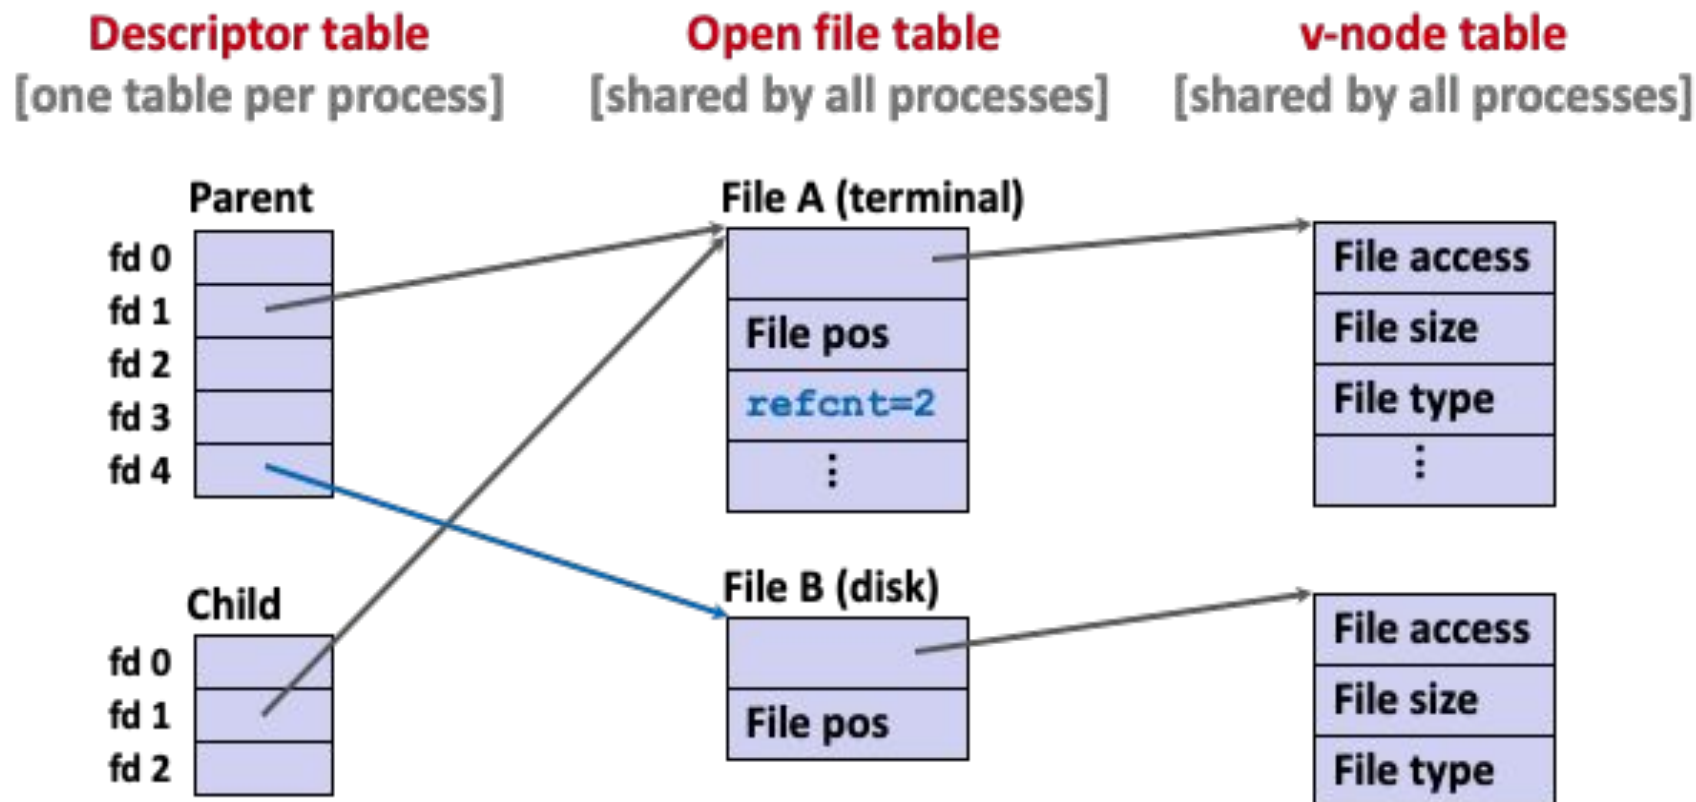 Descriptor table
[one table per process]
Open file table
[shared by all processes]
v-node table
[shared by all processes]
Parent
fd 0
fd 1
fd 2
fd 3
fd 4
Child
fd 0
fd 1
fd 2
File A (terminal)
File pos
refcnt=2
⋮
File B (disk)
File pos
File access
File size
File type
⋮
File access
File size
File type